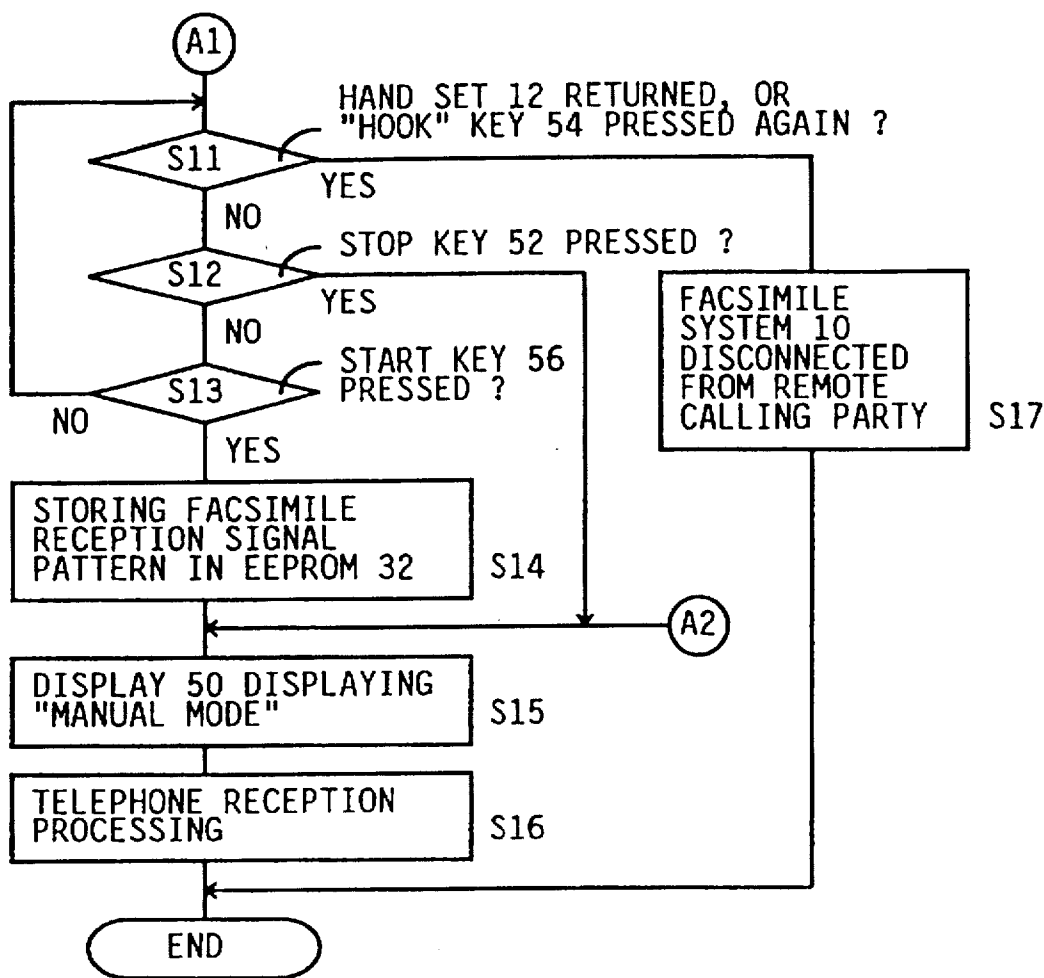 A1
HAND SET 12 RETURNED, OR
"HOOK" KEY 54 PRESSED AGAIN ?
S11
YES
NO
STOP KEY 52 PRESSED ?
S12
YES
NO
START KEY 56
PRESSED ?
S13
NO
YES
FACSIMILE
SYSTEM 10
DISCONNECTED
FROM REMOTE
CALLING PARTY
S17
STORING FACSIMILE
RECEPTION SIGNAL
PATTERN IN EEPROM 32
S14
A2
DISPLAY 50 DISPLAYING
"MANUAL MODE"
S15
TELEPHONE RECEPTION
PROCESSING
S16
END